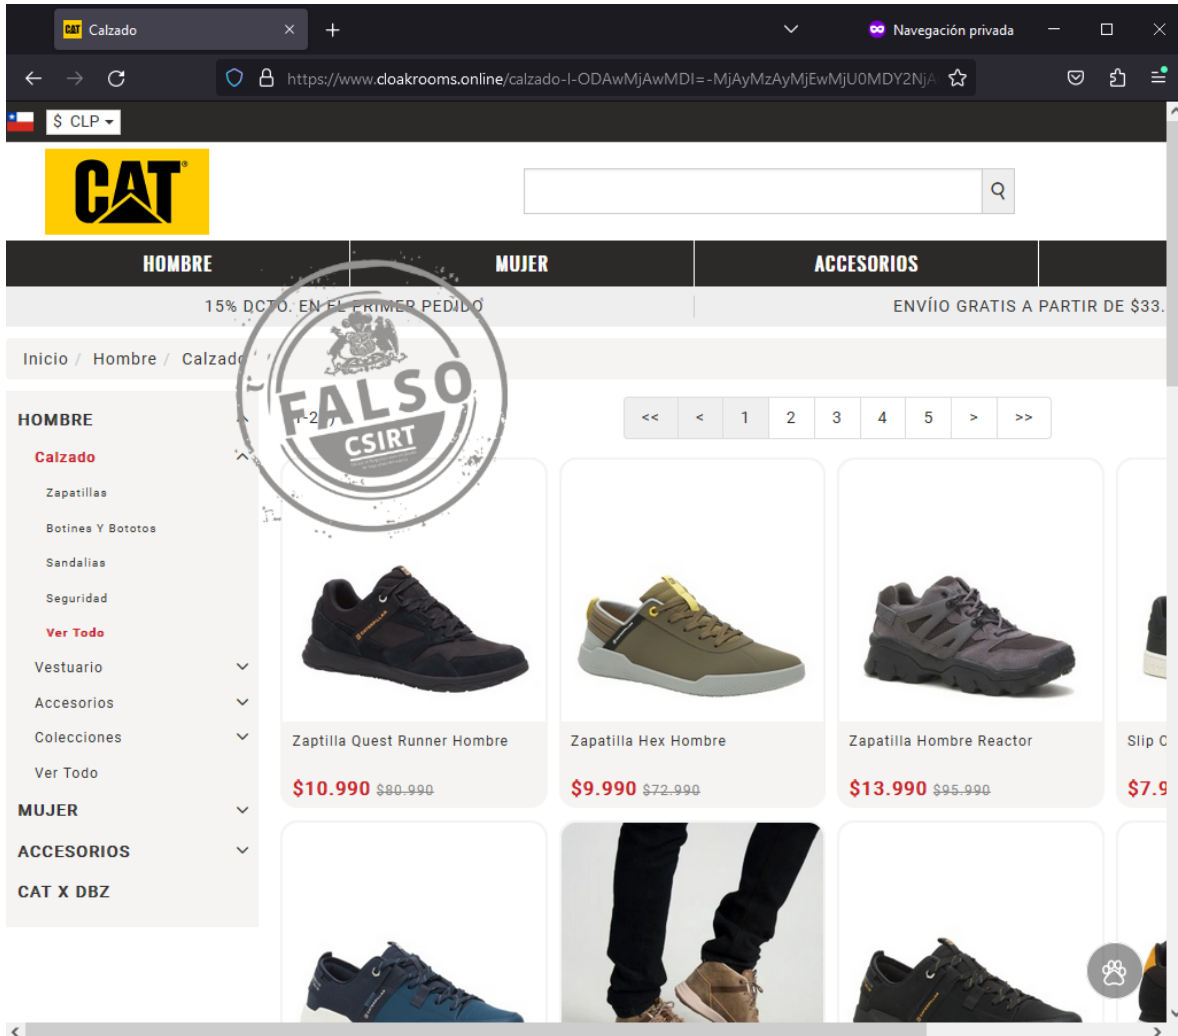 CAT Calzado
Navegación privada
https://www.cloakrooms.online/calzado-l-ODAwMjAwMDI=-MjAyMzAyMjEwMjU0MDY2NjA
$ CLP
CAT
HOMBRE MUJER ACCESORIOS
15% DCTO. EN EL PRIMER PEDIDO ENVÍIO GRATIS A PARTIR DE $33.
Inicio / Hombre / Calzado
FALSO
CSIRT
HOMBRE
<< < 1 2 3 4 5 > >>
Calzado
Zapatillas
Botines Y Bototos
Sandalias
Seguridad
Ver Todo
Vestuario
Accesorios
Colecciones
Ver Todo
MUJER
ACCESORIOS
CAT X DBZ
Zaptilla Quest Runner Hombre Zapatilla Hex Hombre Zapatilla Hombre Reactor Slip
$10.990 $80.990 $9.990 $72.990 $13.990 $95.990 $7.9